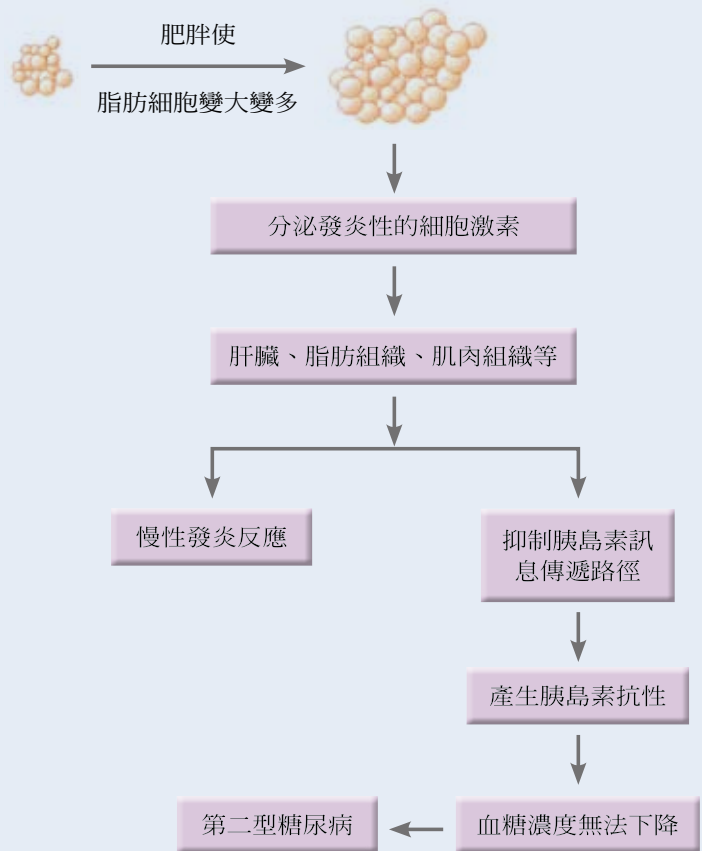 肥胖使
脂肪細胞變大變多
分泌發炎性的細胞激素
肝臟、脂肪組織、肌肉組織等
慢性發炎反應
抑制胰島素訊
息傳遞路徑
產生胰島素抗性
第二型糖尿病
血糖濃度無法下降